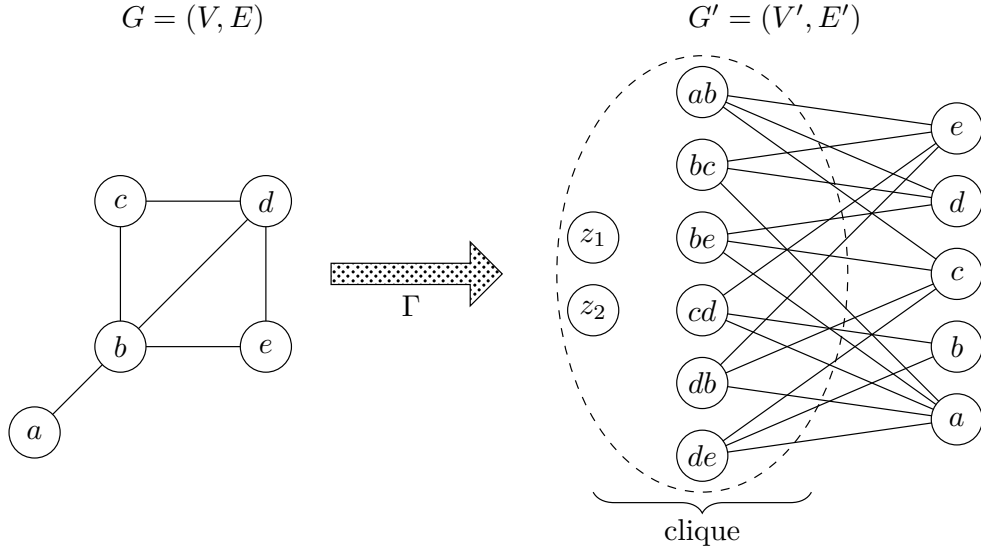 G = (V, E)
G′ = (V′, E′)
c
d
b
e
a
Γ
z₁
z₂
ab
bc
be
cd
db
de
e
d
c
b
a
clique